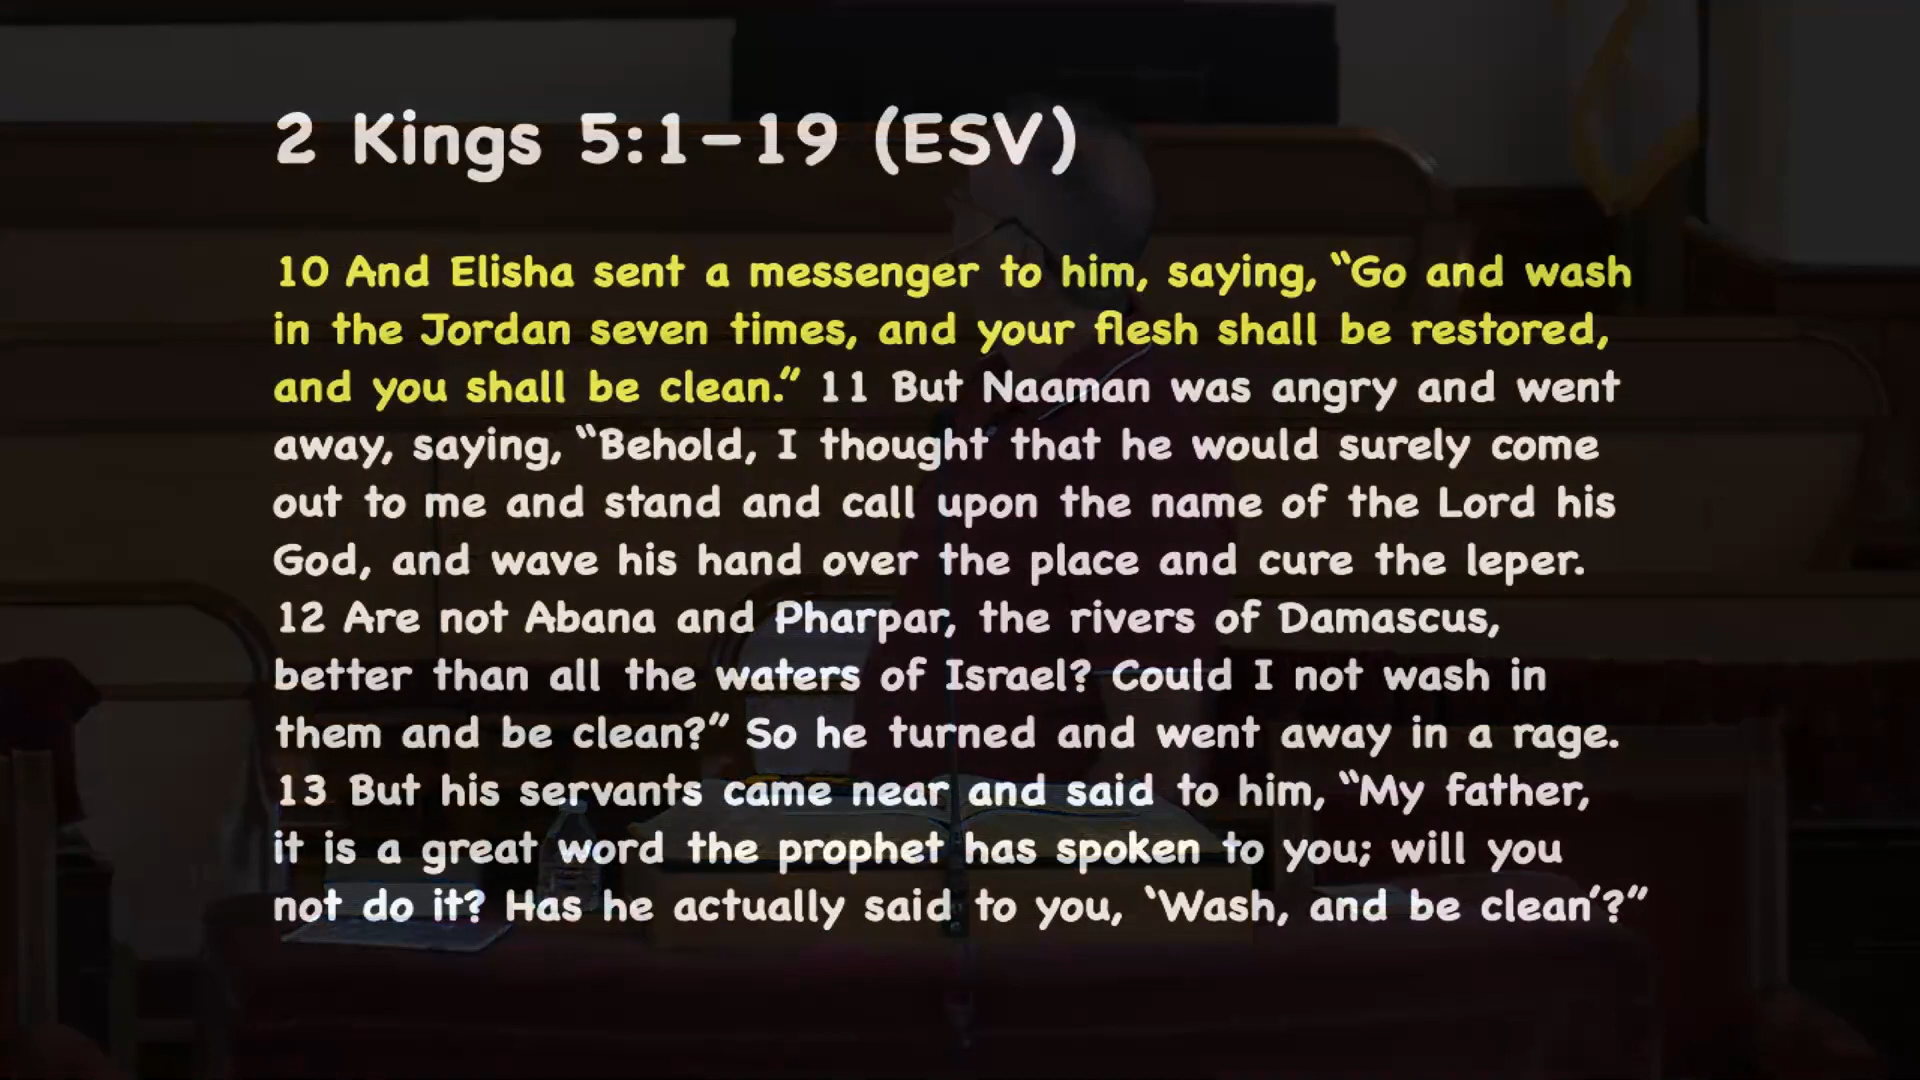 2 Kings 5:1–19 (ESV)
10 And Elisha sent a messenger to him, saying, “Go and wash
in the Jordan seven times, and your flesh shall be restored,
and you shall be clean.” 11 But Naaman was angry and went
away, saying, “Behold, I thought that he would surely come
out to me and stand and call upon the name of the Lord his
God, and wave his hand over the place and cure the leper.
12 Are not Abana and Pharpar, the rivers of Damascus,
better than all the waters of Israel? Could I not wash in
them and be clean?” So he turned and went away in a rage.
13 But his servants came near and said to him, “My father,
it is a great word the prophet has spoken to you; will you
not do it? Has he actually said to you, ‘Wash, and be clean’?”